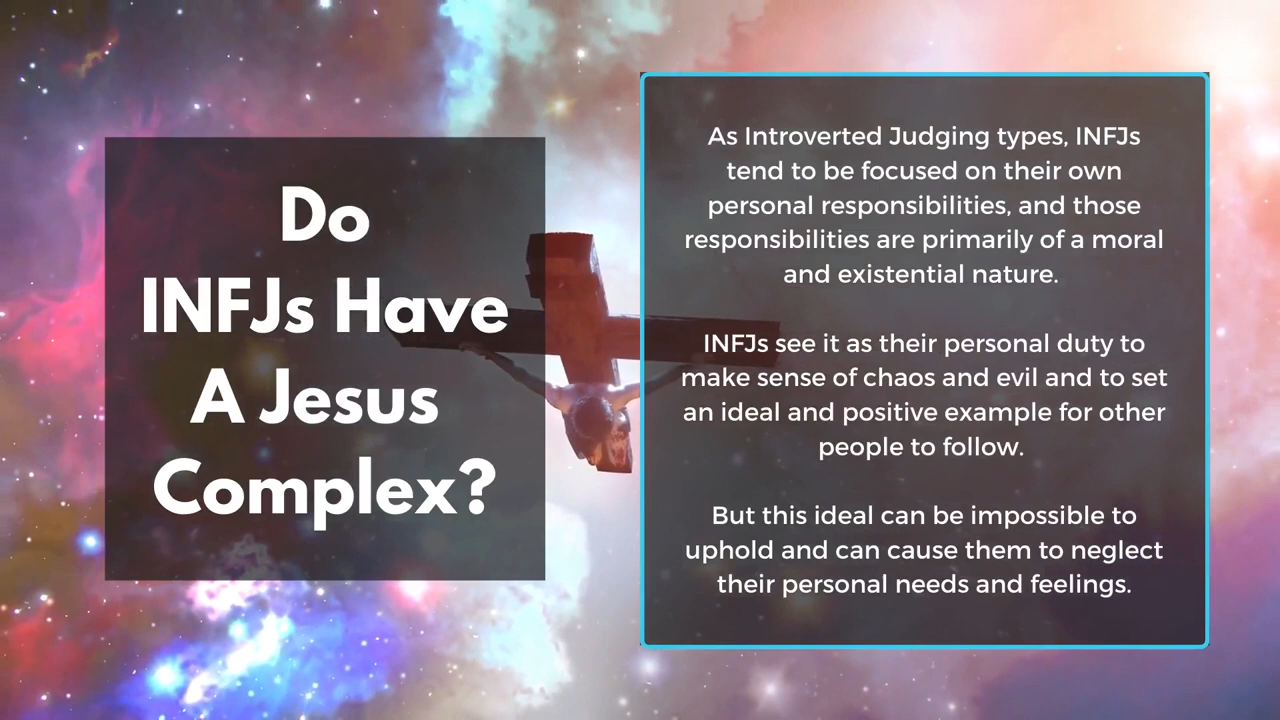 Do
INFJs Have
A Jesus
Complex?
As Introverted Judging types, INFJs
tend to be focused on their own
personal responsibilities, and those
responsibilities are primarily of a moral
and existential nature.
INFJs see it as their personal duty to
make sense of chaos and evil and to set
an ideal and positive example for other
people to follow.
But this ideal can be impossible to
uphold and can cause them to neglect
their personal needs and feelings.